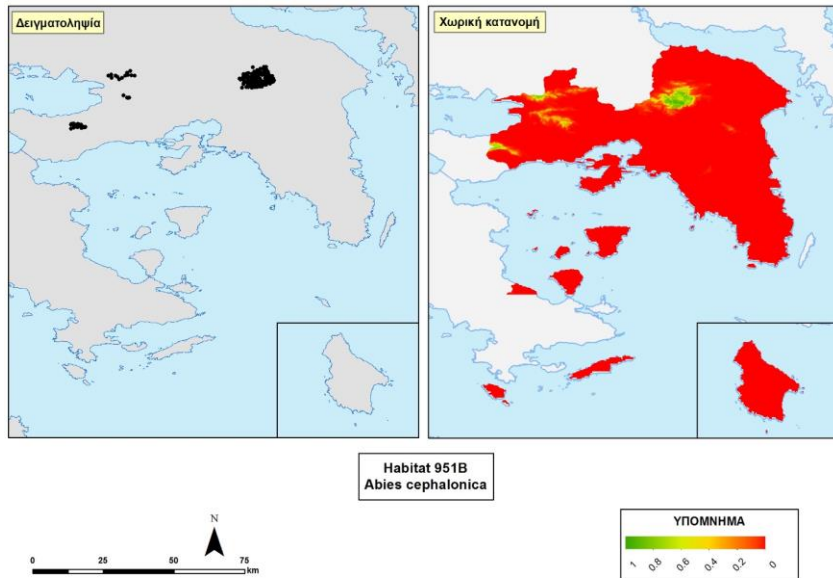 Δειγματοληψία
Χωρική κατανομή
Habitat 951B
Abies cephalonica
N
0 25 50 75
km
ΥΠΟΜΝΗΜΑ
1 0.8 0.6 0.4 0.2 0